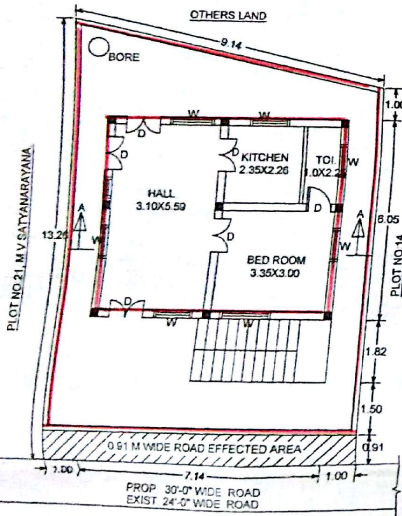 OTHERS LAND
9.14
BORE
1.00
W
W
D
D
D
KITCHEN
2.35X2.26
TOI.
W
HALL
3.10X5.59
D
PLOT NO.21, M V SATYANARAYANA
13.26
A
W
D
BED ROOM
3.35X3.00
6.05
A
W
PLOT NO 14
D
W
W
1.82
1.50
0.91 M WIDE ROAD EFFECTED AREA
0.91
1.00
7.14
1.00
PROP 30'-0" WIDE ROAD
EXIST 24'-0" WIDE ROAD